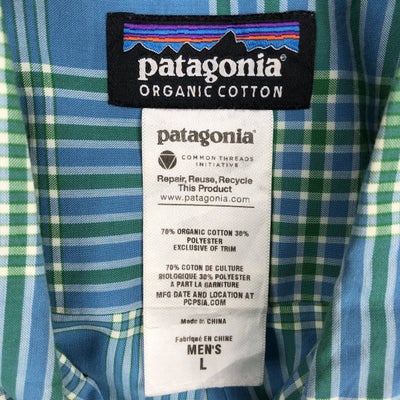 patagonia®
ORGANIC COTTON
patagonia®
COMMON THREADS
INITIATIVE
Repair, Reuse, Recycle
This Product
www.patagonia.com
70% ORGANIC COTTON 30%
POLYESTER
EXCLUSIVE OF TRIM
70% COTON DE CULTURE
BIOLOGIQUE 30% POLYESTER
A PART LA GARNITURE
MFG DATE AND LOCATION AT
PCPSIA.COM
Made in CHINA
Fabriqué EN CHINE
MEN'S
L